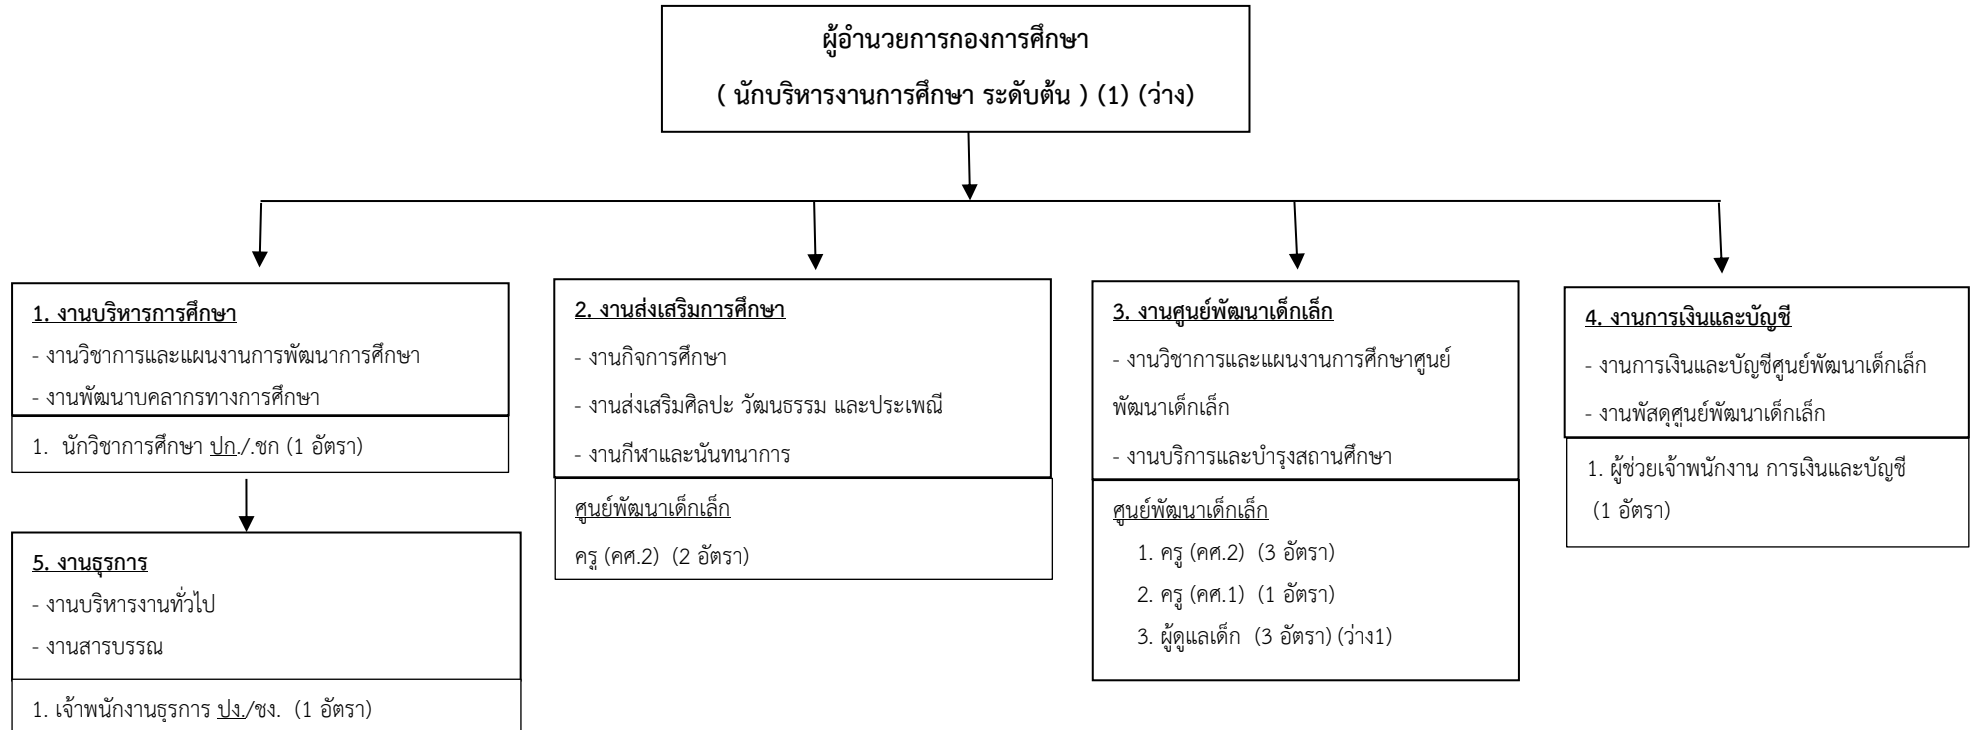 ผู้อำนวยการกองการศึกษา
( นักบริหารงานการศึกษา ระดับต้น ) (1) (ว่าง)
1. งานบริหารการศึกษา
- งานวิชาการและแผนงานการพัฒนาการศึกษา
- งานพัฒนาบคลากรทางการศึกษา
1. นักวิชาการศึกษา ปก./.ชก (1 อัตรา)
5. งานธุรการ
- งานบริหารงานทั่วไป
- งานสารบรรณ
1. เจ้าพนักงานธุรการ ปง./ชง. (1 อัตรา)
2. งานส่งเสริมการศึกษา
- งานกิจการศึกษา
- งานส่งเสริมศิลปะ วัฒนธรรม และประเพณี
- งานกีฬาและนันทนาการ
ศูนย์พัฒนาเด็กเล็ก
ครู (คศ.2) (2 อัตรา)
3. งานศูนย์พัฒนาเด็กเล็ก
- งานวิชาการและแผนงานการศึกษาศูนย์
พัฒนาเด็กเล็ก
- งานบริการและบำรุงสถานศึกษา
ศูนย์พัฒนาเด็กเล็ก
1. ครู (คศ.2) (3 อัตรา)
2. ครู (คศ.1) (1 อัตรา)
3. ผู้ดูแลเด็ก (3 อัตรา) (ว่าง1)
4. งานการเงินและบัญชี
- งานการเงินและบัญชีศูนย์พัฒนาเด็กเล็ก
- งานพัสดุศูนย์พัฒนาเด็กเล็ก
1. ผู้ช่วยเจ้าพนักงาน การเงินและบัญชี
(1 อัตรา)